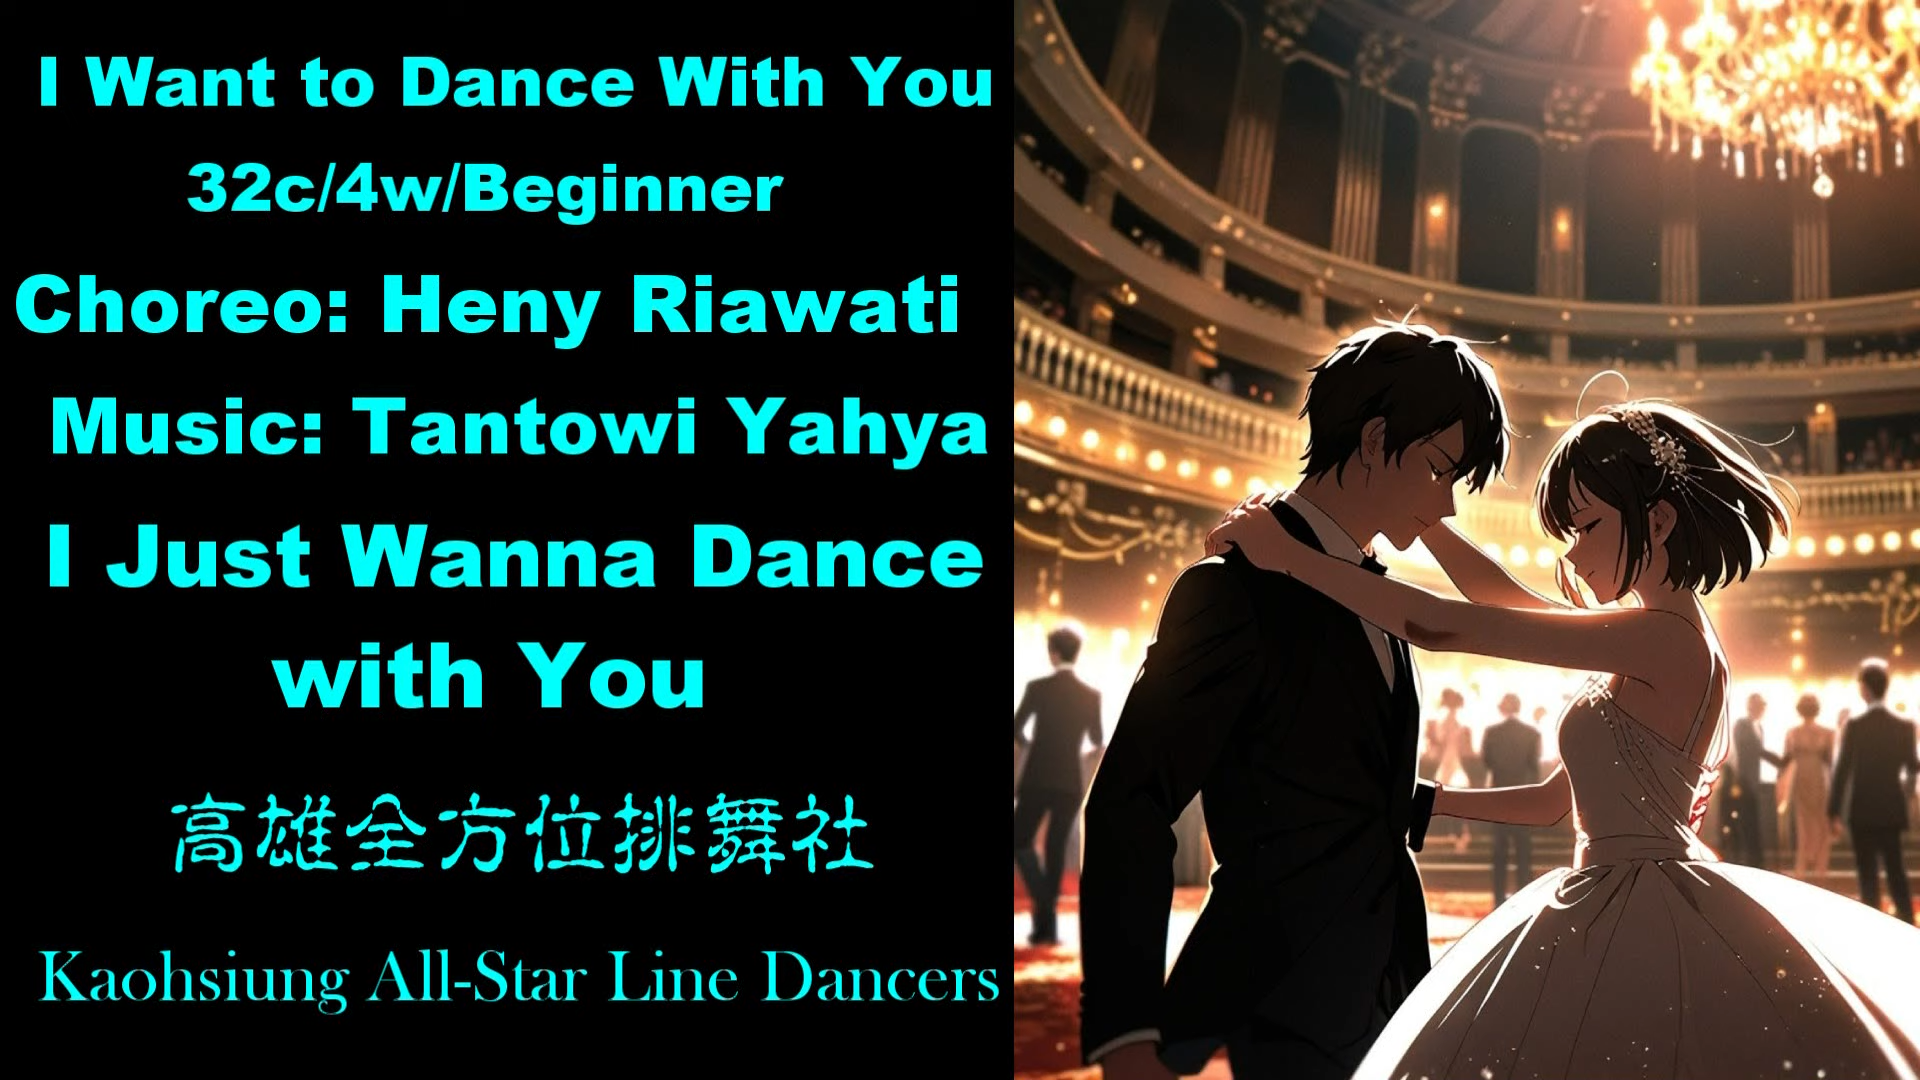 I Want to Dance With You
32c/4w/Beginner
Choreo: Heny Riawati
Music: Tantowi Yahya
I Just Wanna Dance
with You
高雄全方位排舞社
Kaohsiung All-Star Line Dancers